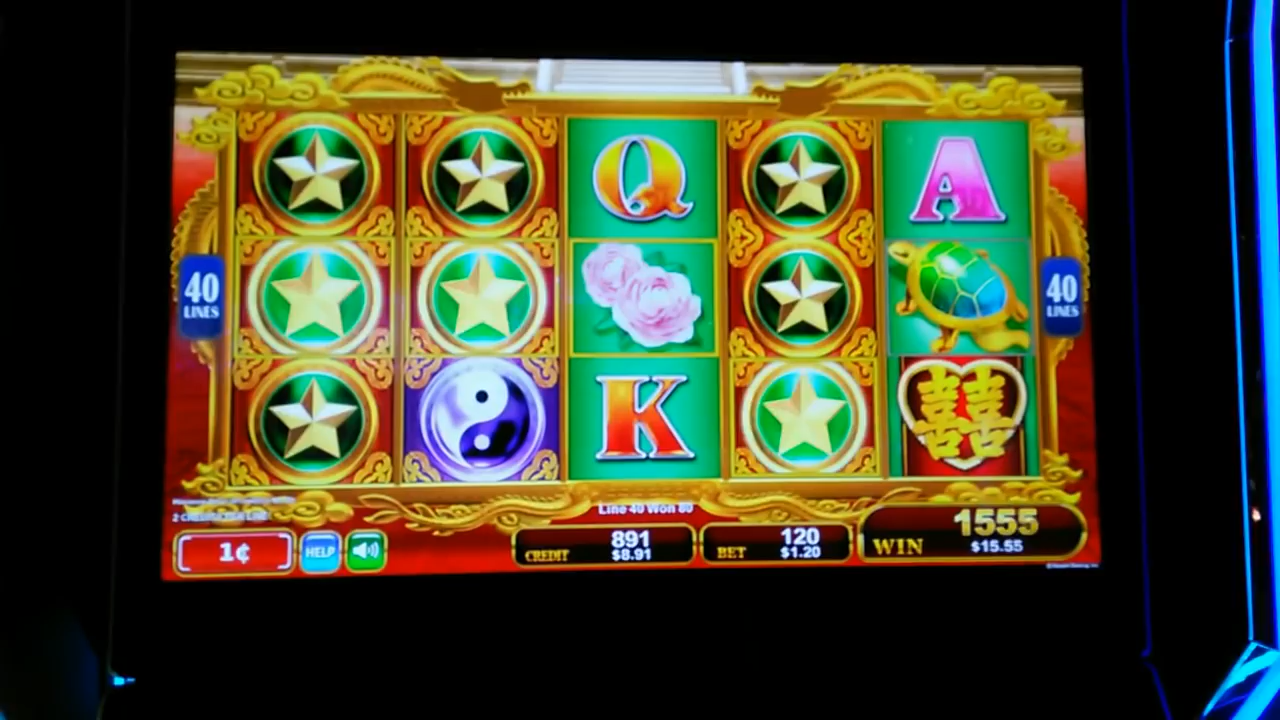 Q
A
40
LINES
40
LINES
K
囍
Line 40 Won 80
1¢
HELP
CREDIT
891
$8.91
BET
120
$1.20
WIN
1555
$15.55